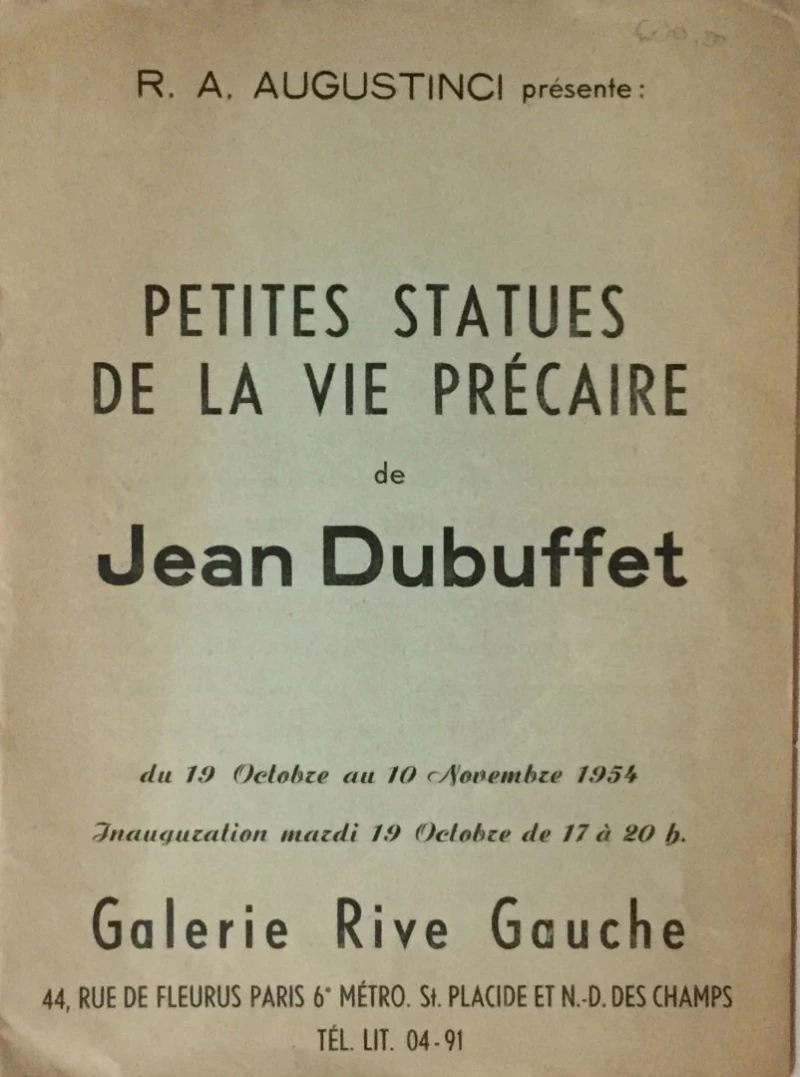 R. A. AUGUSTINCI présente :
PETITES STATUES
DE LA VIE PRÉCAIRE
de
Jean Dubuffet
du 19 Octobre au 10 Novembre 1954
Inauguration mardi 19 Octobre de 17 à 20 h.
Galerie Rive Gauche
44, RUE DE FLEURUS PARIS 6e MÉTRO. St. PLACIDE ET N.-D. DES CHAMPS
TÉL. LIT. 04-91